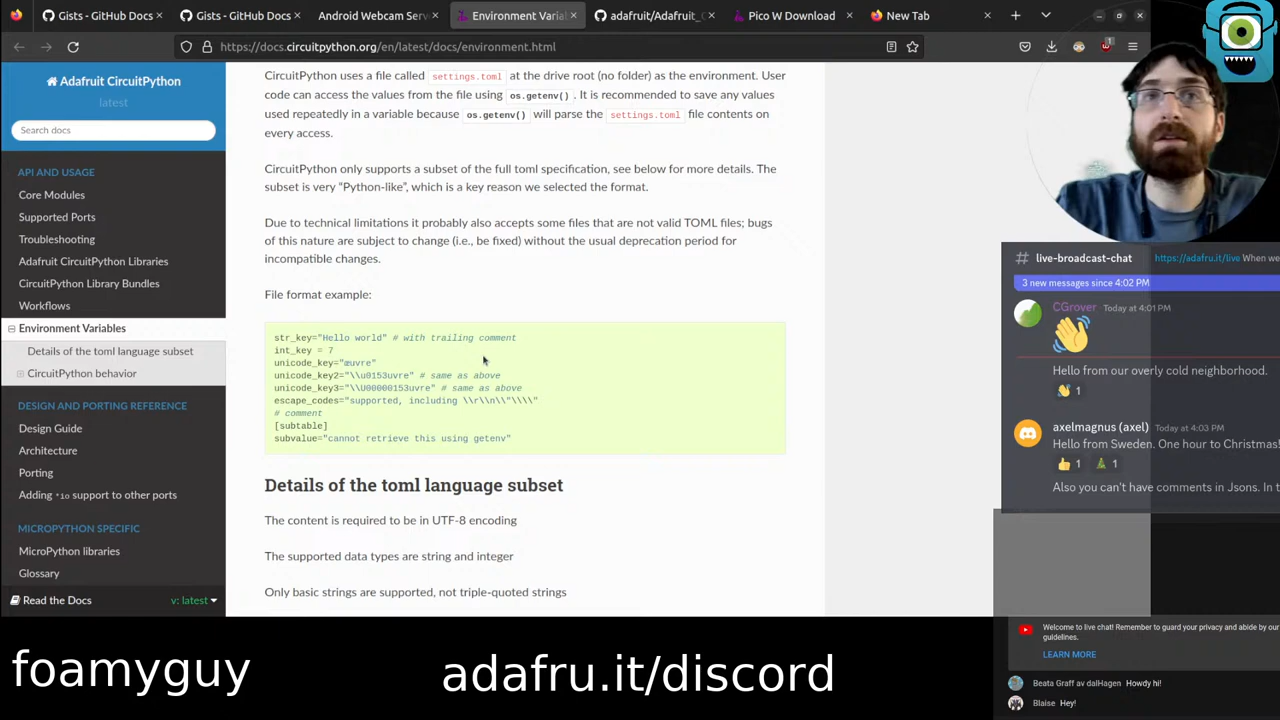 Gists - GitHub Docs
Gists - GitHub Docs
Android Webcam Serv
Environment Varia
adafruit/Adafruit_C
Pico W Download
New Tab
https://docs.circuitpython.org/en/latest/docs/environment.html
1
Adafruit CircuitPython
latest
Search docs
API AND USAGE
Core Modules
Supported Ports
Troubleshooting
Adafruit CircuitPython Libraries
CircuitPython Library Bundles
Workflows
Environment Variables
Details of the toml language subset
CircuitPython behavior
DESIGN AND PORTING REFERENCE
Design Guide
Architecture
Porting
Adding *io support to other ports
MICROPYTHON SPECIFIC
MicroPython libraries
Glossary
Read the Docs
v: latest
CircuitPython uses a file called settings.toml at the drive root (no folder) as the environment. User
code can access the values from the file using os.getenv() . It is recommended to save any values
used repeatedly in a variable because os.getenv() will parse the settings.toml file contents on
every access.
CircuitPython only supports a subset of the full toml specification, see below for more details. The
subset is very “Python-like”, which is a key reason we selected the format.
Due to technical limitations it probably also accepts some files that are not valid TOML files; bugs
of this nature are subject to change (i.e., be fixed) without the usual deprecation period for
incompatible changes.
File format example:
str_key="Hello world" # with trailing comment
int_key = 7
unicode_key="œuvre"
unicode_key2="\\u0153uvre" # same as above
unicode_key3="\\U00000153uvre" # same as above
escape_codes="supported, including \\r\\n\\"\\\\"
# comment
[subtable]
subvalue="cannot retrieve this using getenv"
Details of the toml language subset
The content is required to be in UTF-8 encoding
The supported data types are string and integer
Only basic strings are supported, not triple-quoted strings
# live-broadcast-chat
https://adafru.it/live When we
3 new messages since 4:02 PM
CGrover Today at 4:01 PM
Hello from our overly cold neighborhood.
1
axelmagnus (axel) Today at 4:03 PM
Hello from Sweden. One hour to Christmas!
1
1
Also you can't have comments in Jsons. In t
Welcome to live chat! Remember to guard your privacy and abide by our
guidelines.
LEARN MORE
Beata Graff av dalHagen Howdy hi!
Blaise Hey!
foamyguy
adafru.it/discord